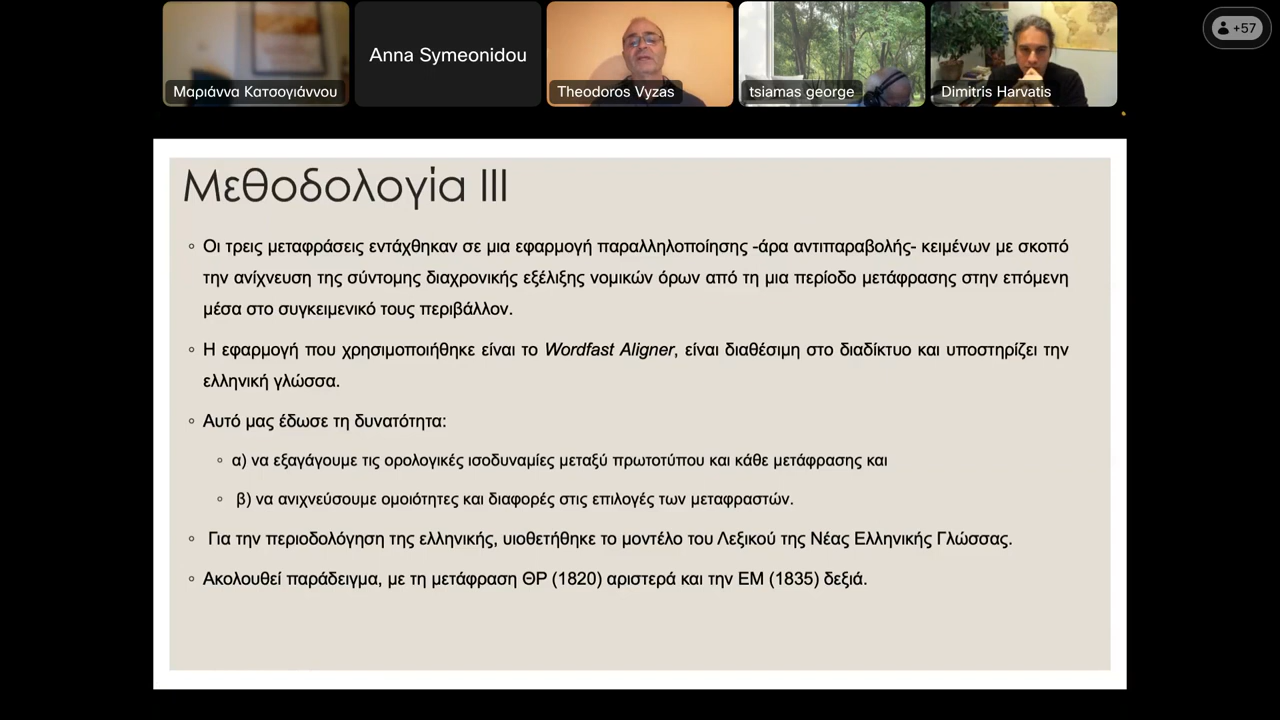 Μαριάννα Κατσογιάννου
Anna Symeonidou
Theodoros Vyzas
tsiamas george
Dimitris Harvatis
+57
Μεθοδολογία ΙΙΙ
◦ Οι τρεις μεταφράσεις εντάχθηκαν σε μια εφαρμογή παραλληλοποίησης -άρα αντιπαραβολής- κειμένων με σκοπό
την ανίχνευση της σύντομης διαχρονικής εξέλιξης νομικών όρων από τη μια περίοδο μετάφρασης στην επόμενη
μέσα στο συγκειμενικό τους περιβάλλον.
◦ Η εφαρμογή που χρησιμοποιήθηκε είναι το Wordfast Aligner, είναι διαθέσιμη στο διαδίκτυο και υποστηρίζει την
ελληνική γλώσσα.
◦ Αυτό μας έδωσε τη δυνατότητα:
◦ α) να εξαγάγουμε τις ορολογικές ισοδυναμίες μεταξύ πρωτοτύπου και κάθε μετάφρασης και
◦ β) να ανιχνεύσουμε ομοιότητες και διαφορές στις επιλογές των μεταφραστών.
◦ Για την περιοδολόγηση της ελληνικής, υιοθετήθηκε το μοντέλο του Λεξικού της Νέας Ελληνικής Γλώσσας.
◦ Ακολουθεί παράδειγμα, με τη μετάφραση ΘΡ (1820) αριστερά και την ΕΜ (1835) δεξιά.